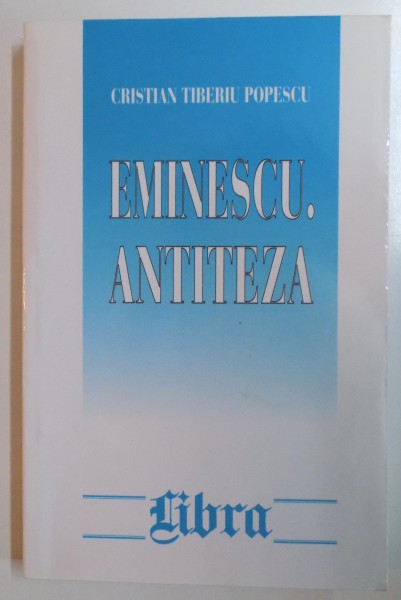 CRISTIAN TIBERIU POPESCU
EMINESCU.
ANTITEZA
Libra